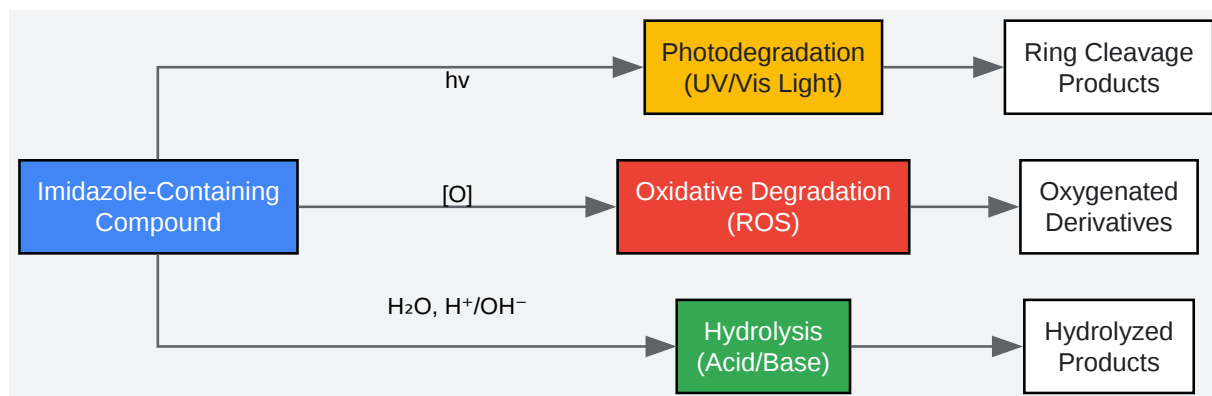 hv
Photodegradation
(UV/Vis Light)
Ring Cleavage
Products
Imidazole-Containing
Compound
[O]
Oxidative Degradation
(ROS)
Oxygenated
Derivatives
H₂O, H⁺/OH⁻
Hydrolysis
(Acid/Base)
Hydrolyzed
Products